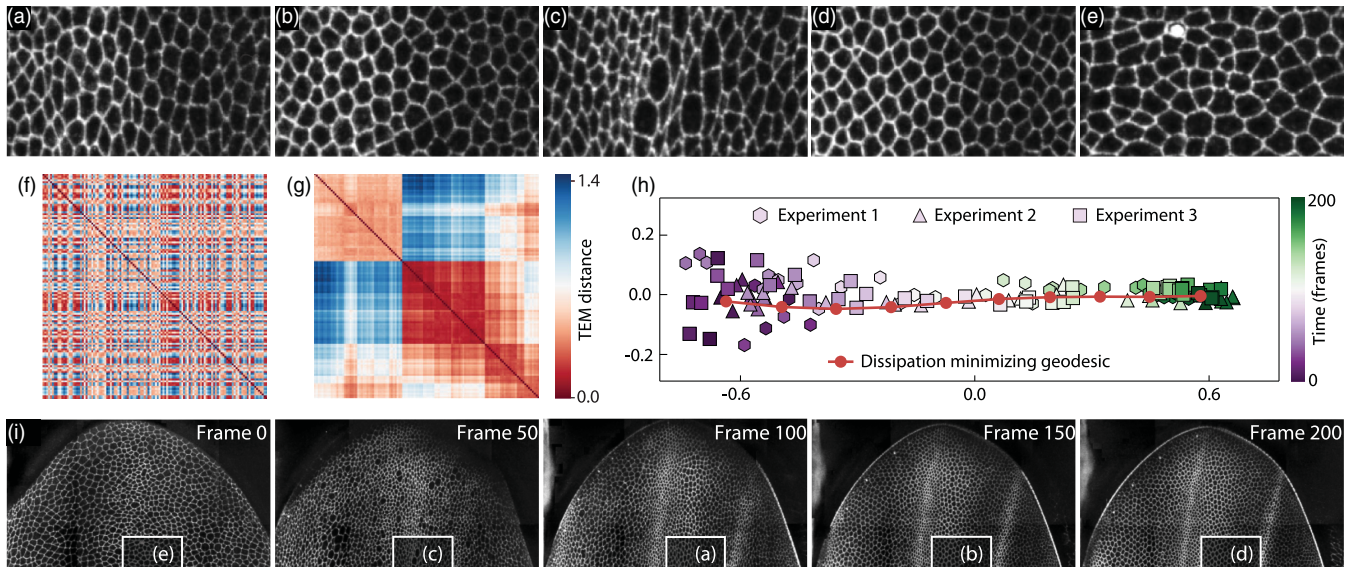 (a)
(b)
(c)
(d)
(e)
(f)
(g)
1.4
TEM distance
0.0
(h)
Experiment 1
Experiment 2
Experiment 3
0.2
0.0
-0.2
Dissipation minimizing geodesic
-0.6
0.0
0.6
200
Time (frames)
0
(i)
Frame 0
Frame 50
Frame 100
Frame 150
Frame 200
(e)
(c)
(a)
(b)
(d)